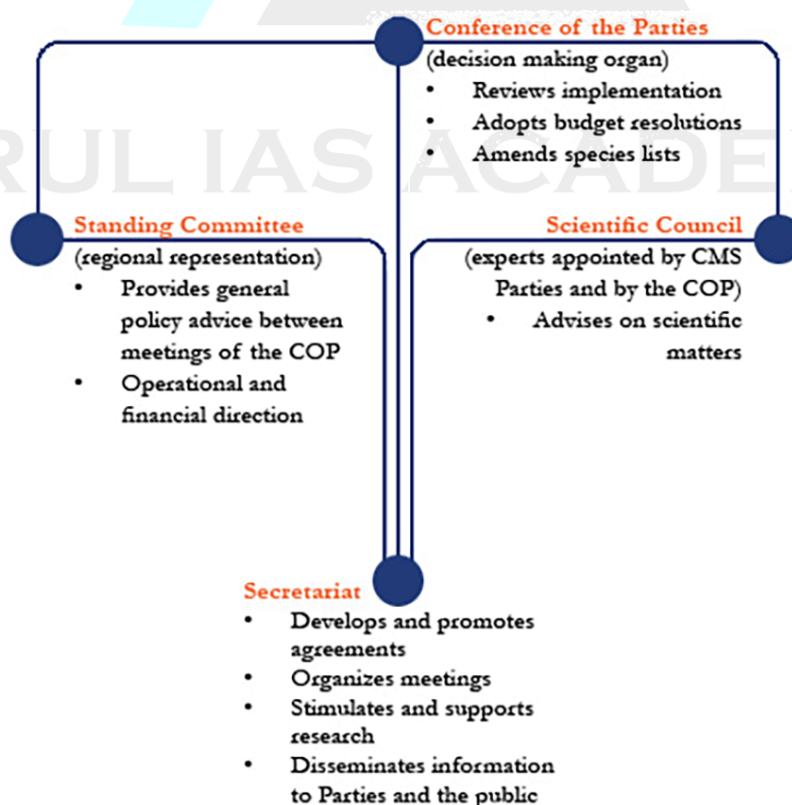 Conference of the Parties
(decision making organ)
• Reviews implementation
• Adopts budget resolutions
• Amends species lists
RUL IAS ACADE
Standing Committee
(regional representation)
• Provides general
policy advice between
meetings of the COP
• Operational and
financial direction
Scientific Council
(experts appointed by CMS
Parties and by the COP)
• Advises on scientific
matters
Secretariat
• Develops and promotes
agreements
• Organizes meetings
• Stimulates and supports
research
• Disseminates information
to Parties and the public